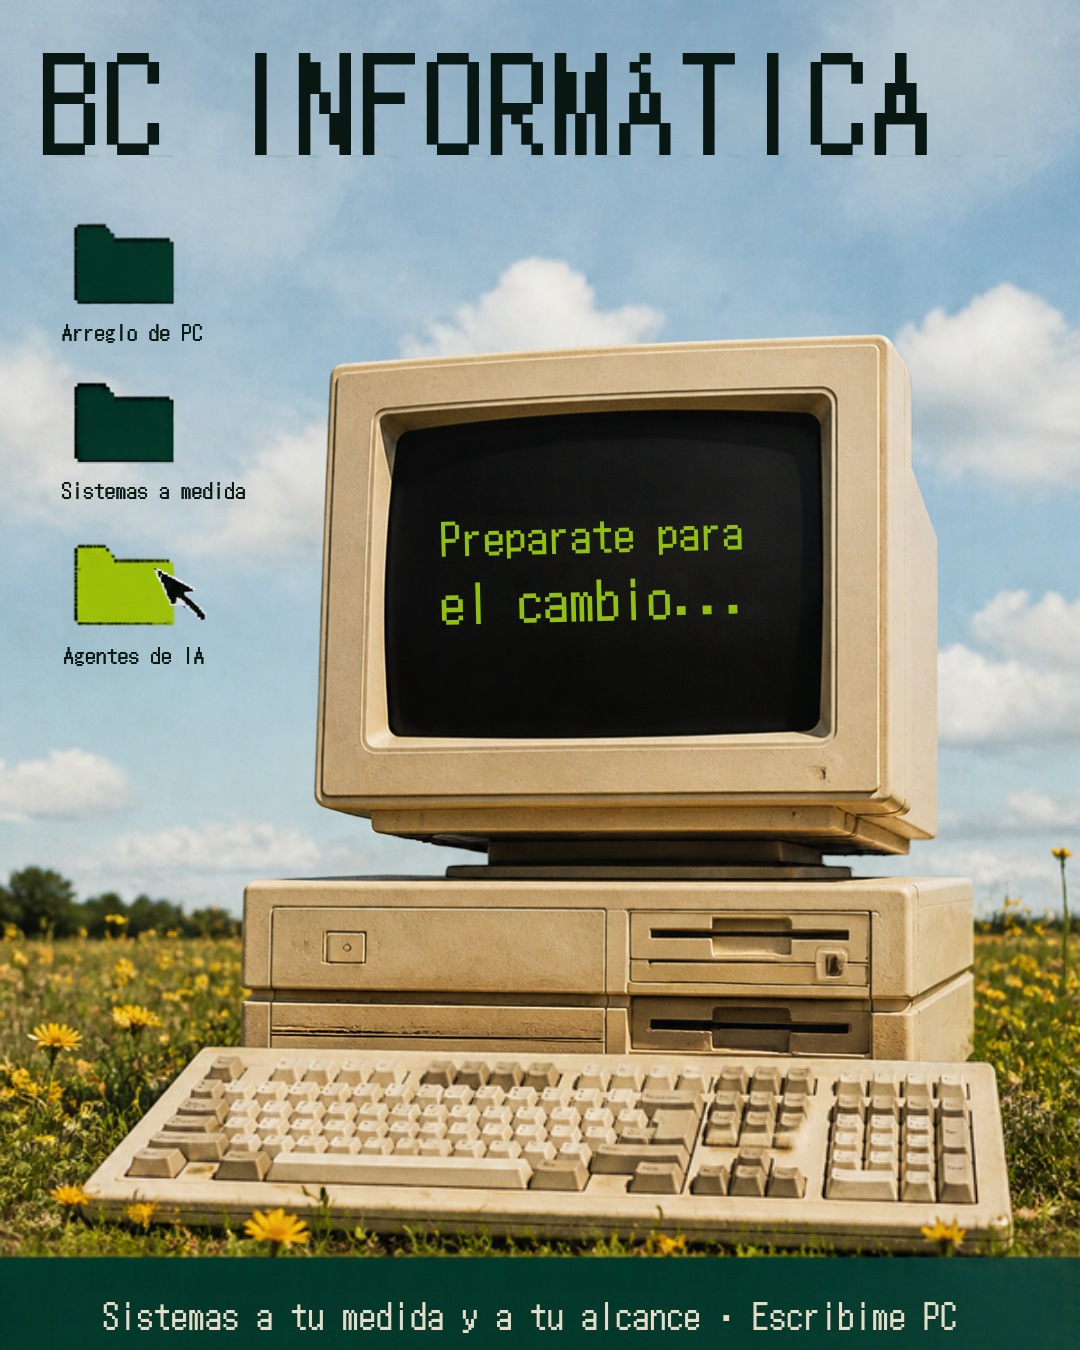 BC INFORMÁTICA
Arreglo de PC
Sistemas a medida
Agentes de IA
Preparate para
el cambio...
Sistemas a tu medida y a tu alcance · Escribime PC